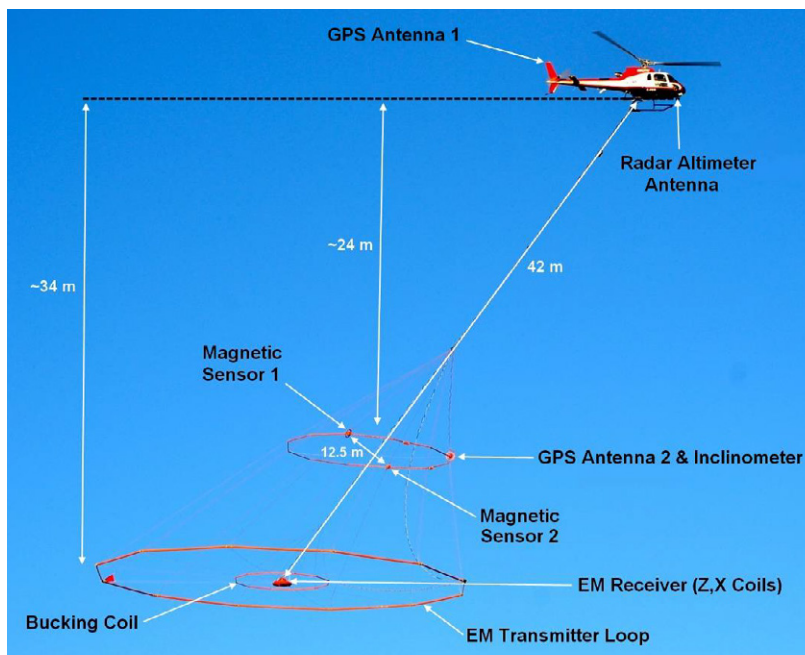 GPS Antenna 1
Radar Altimeter
Antenna
~24 m
42 m
~34 m
Magnetic
Sensor 1
12.5 m
GPS Antenna 2 & Inclinometer
Magnetic
Sensor 2
EM Receiver (Z,X Coils)
Bucking Coil
EM Transmitter Loop